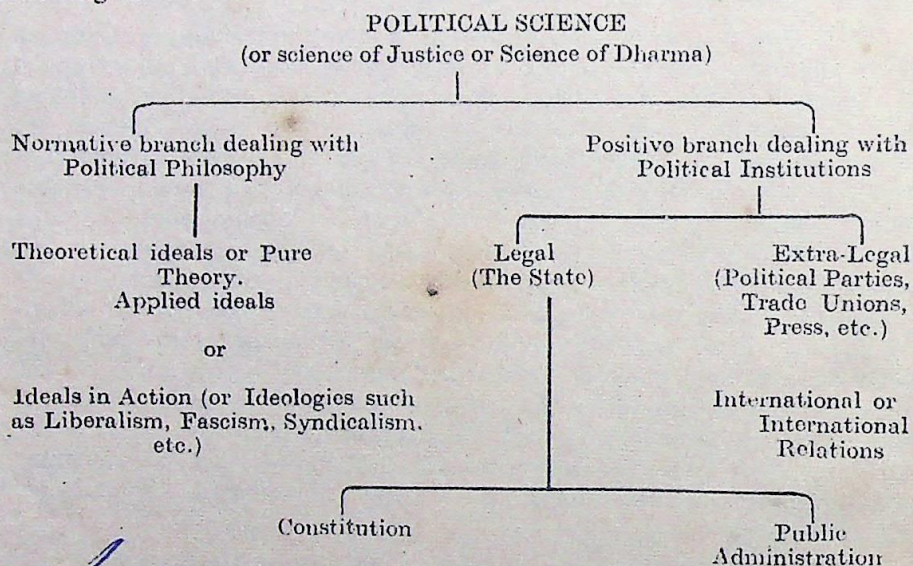 POLITICAL SCIENCE
(or science of Justice or Science of Dharma)
Normative branch dealing with
Political Philosophy
Positive branch dealing with
Political Institutions
Theoretical ideals or Pure
Theory.
Applied ideals
or
Ideals in Action (or Ideologies such
as Liberalism, Fascism, Syndicalism.
etc.)
Legal
(The State)
Extra-Legal
(Political Parties,
Trade Unions,
Press, etc.)
International or
International
Relations
Constitution
Public
Administration